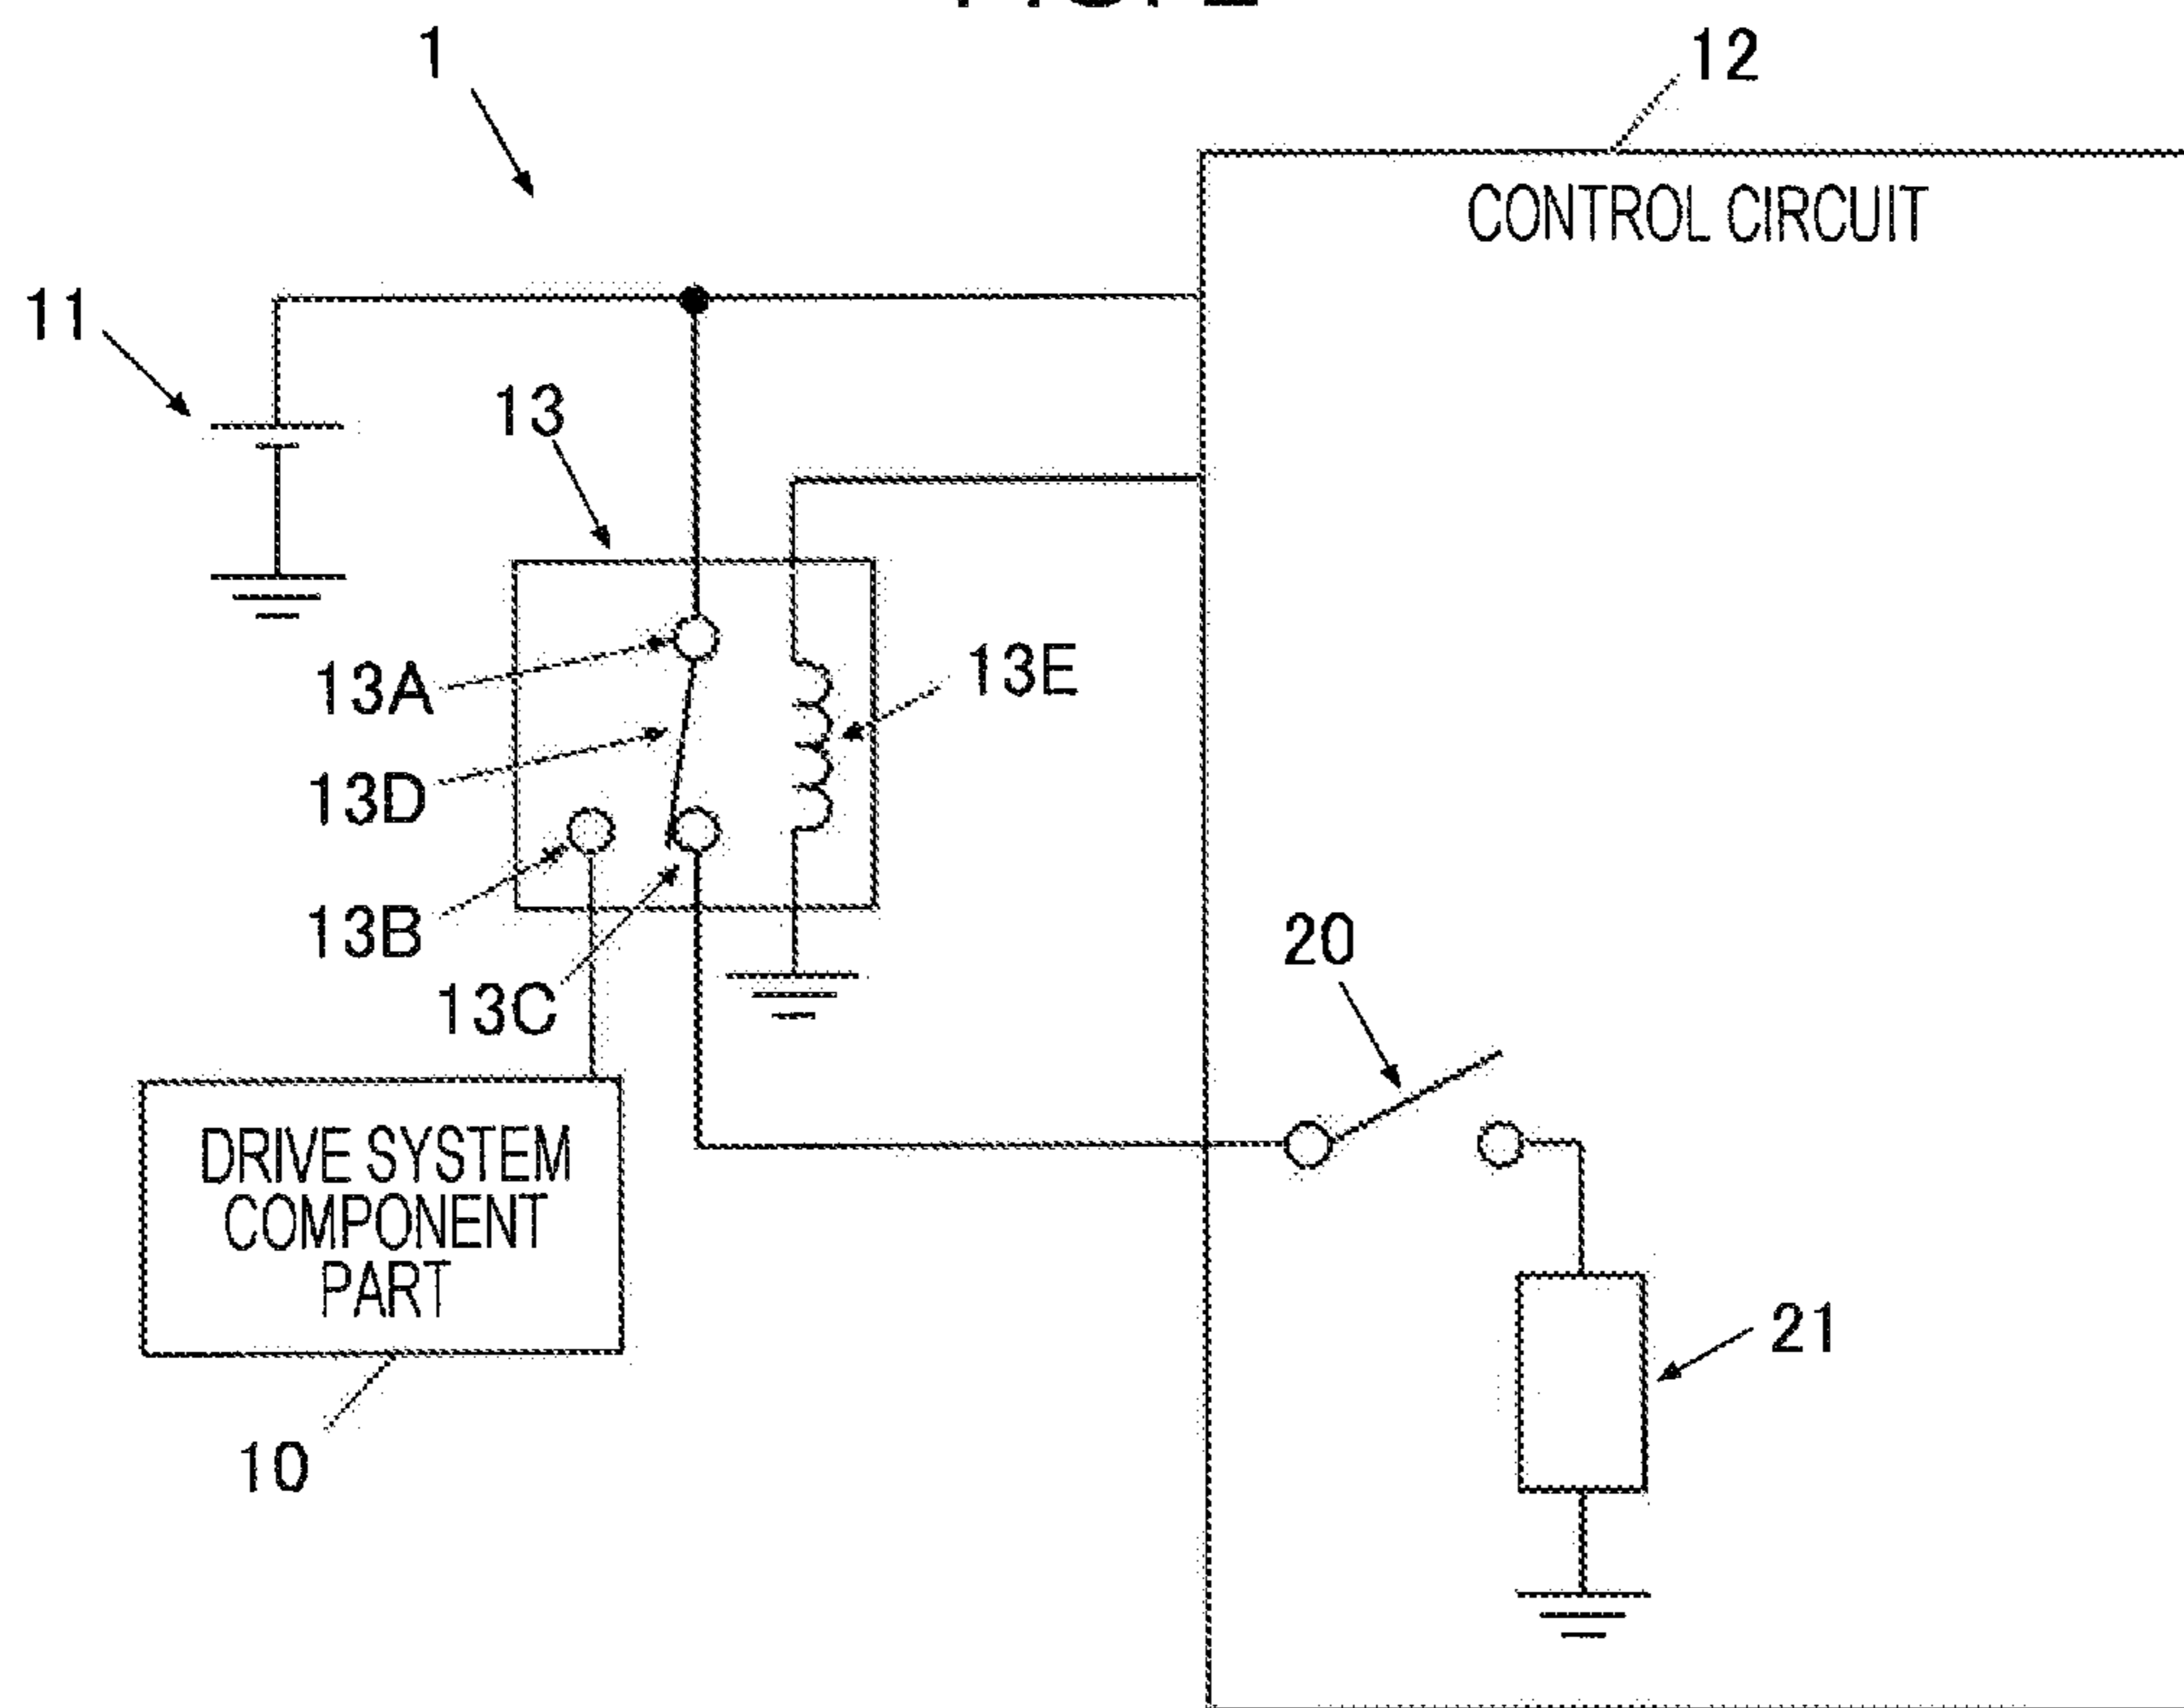 1
12
CONTROL CIRCUIT
11
13
13A
13E
13D
13B
13C
20
DRIVE SYSTEM
COMPONENT
PART
21
10